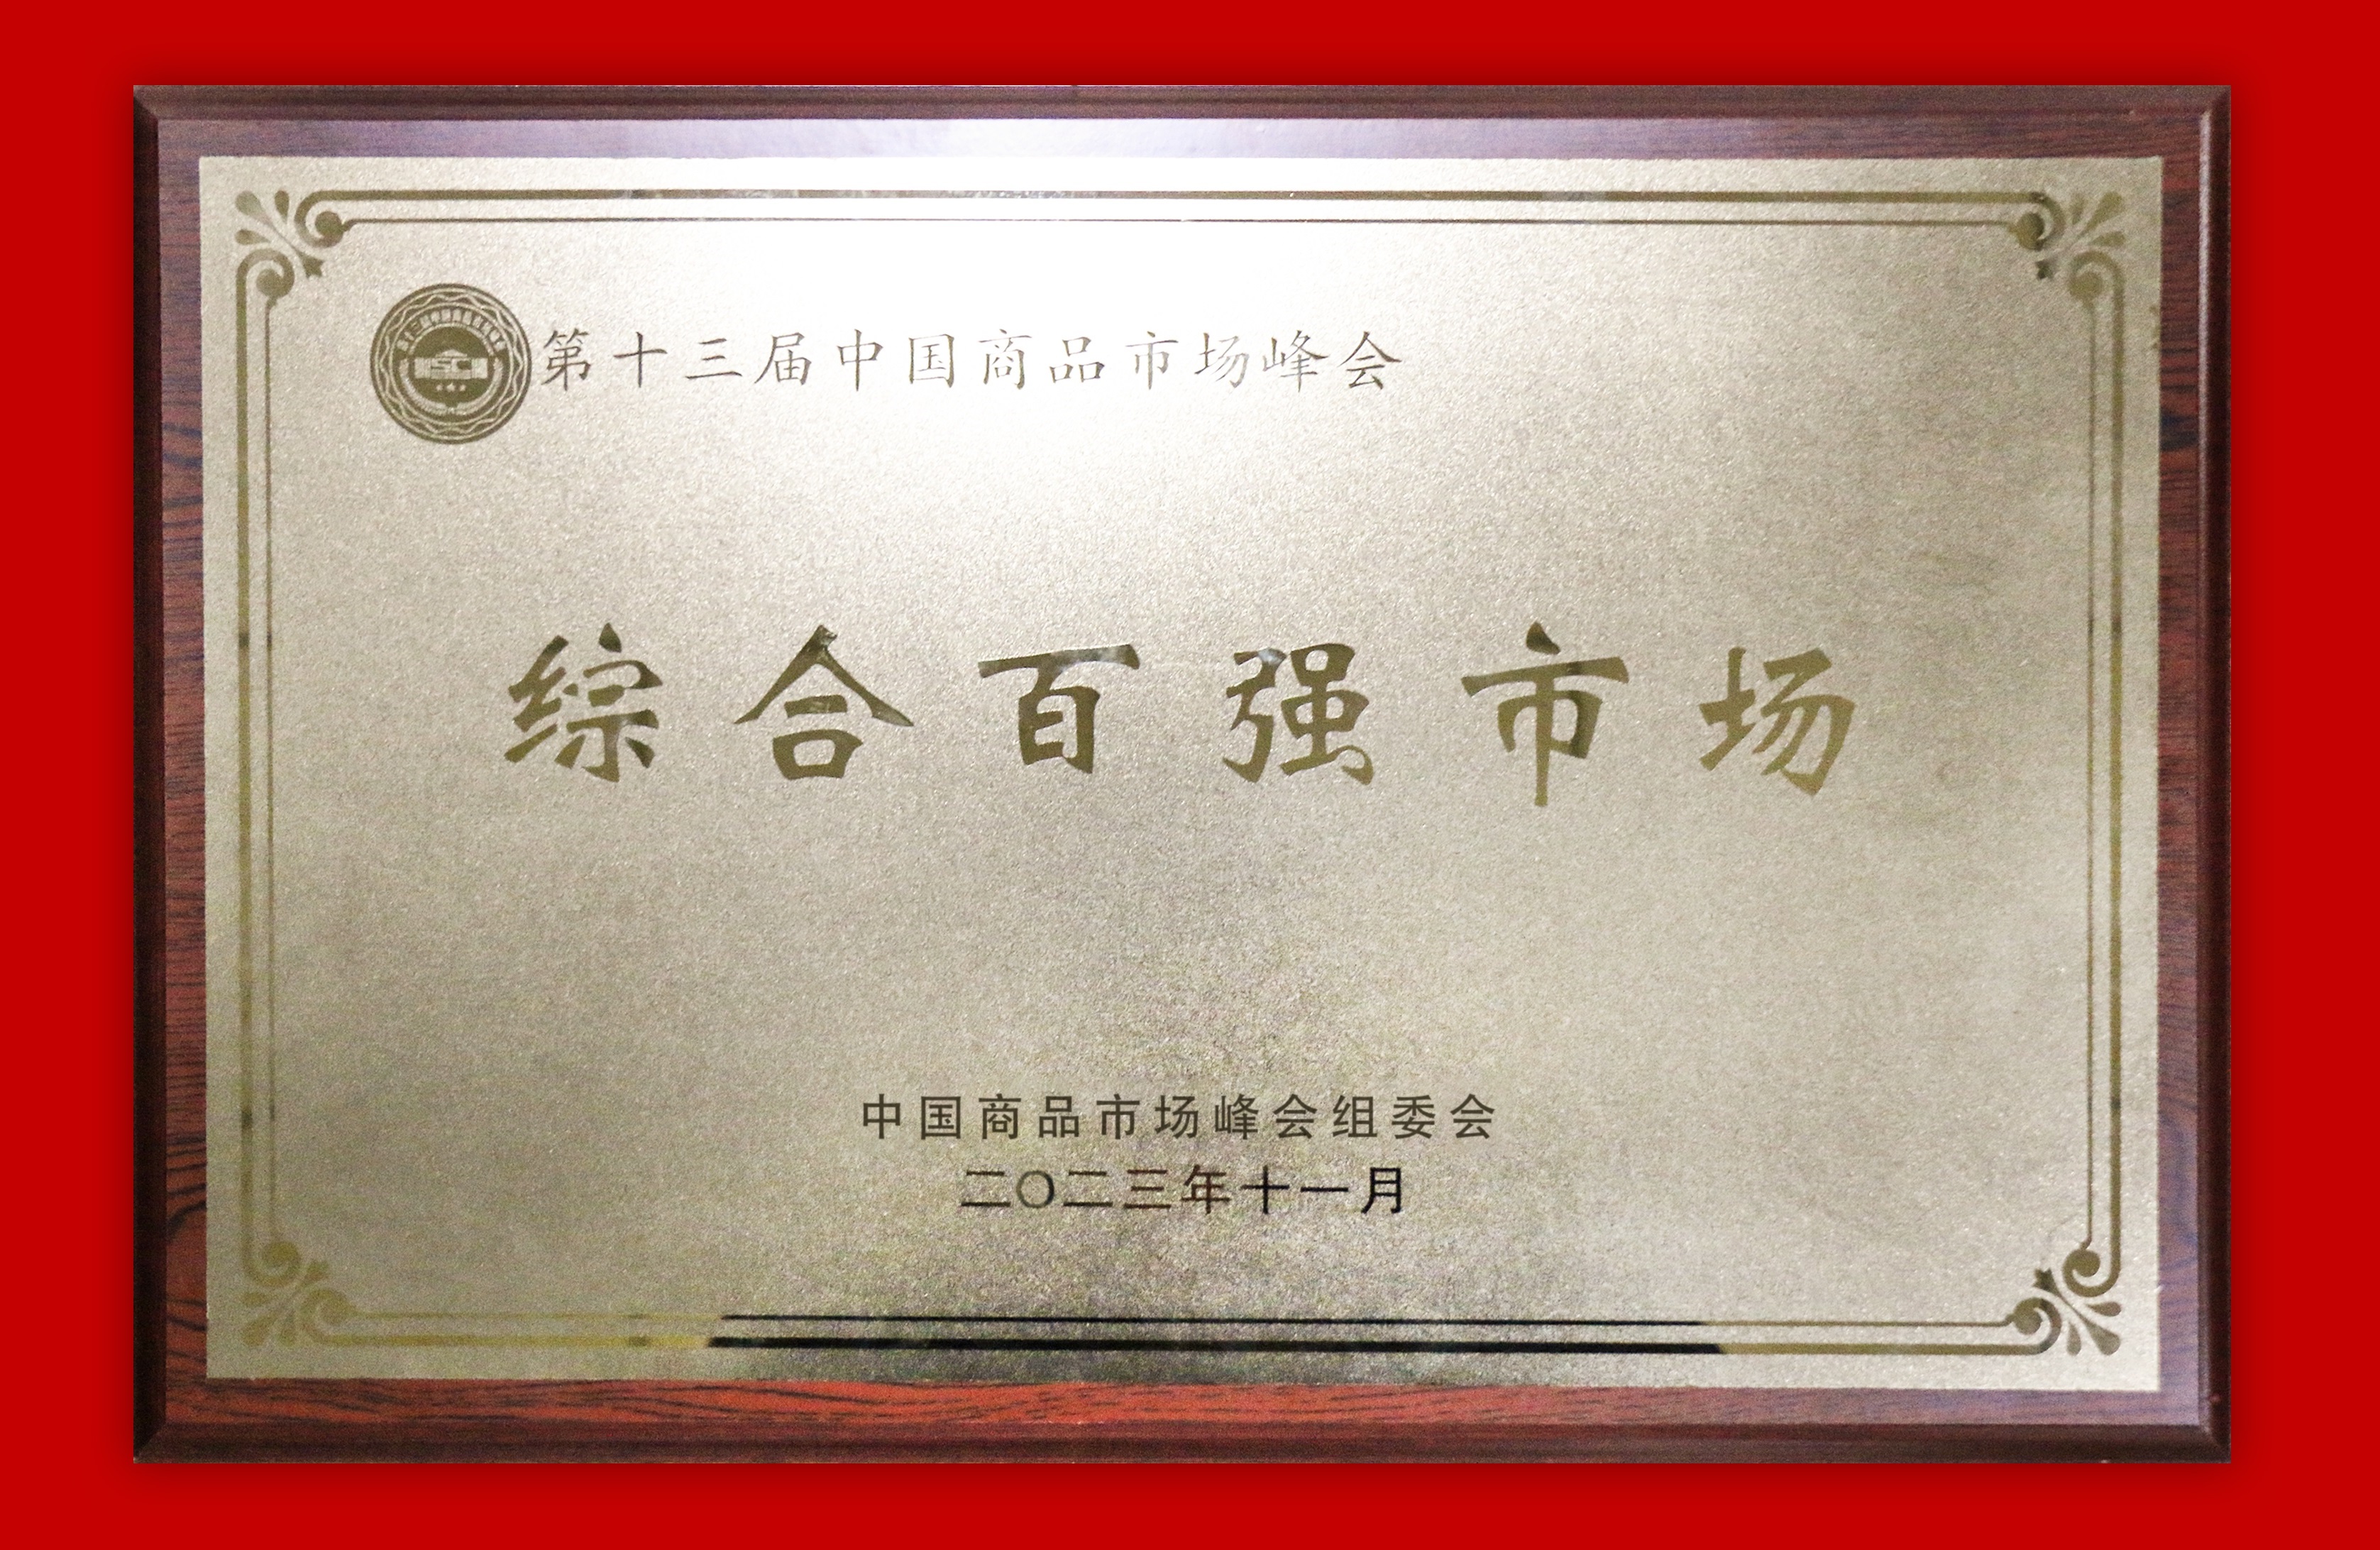 第十三届中国商品市场峰会
综合百强市场
中国商品市场峰会组委会
二〇二三年十一月